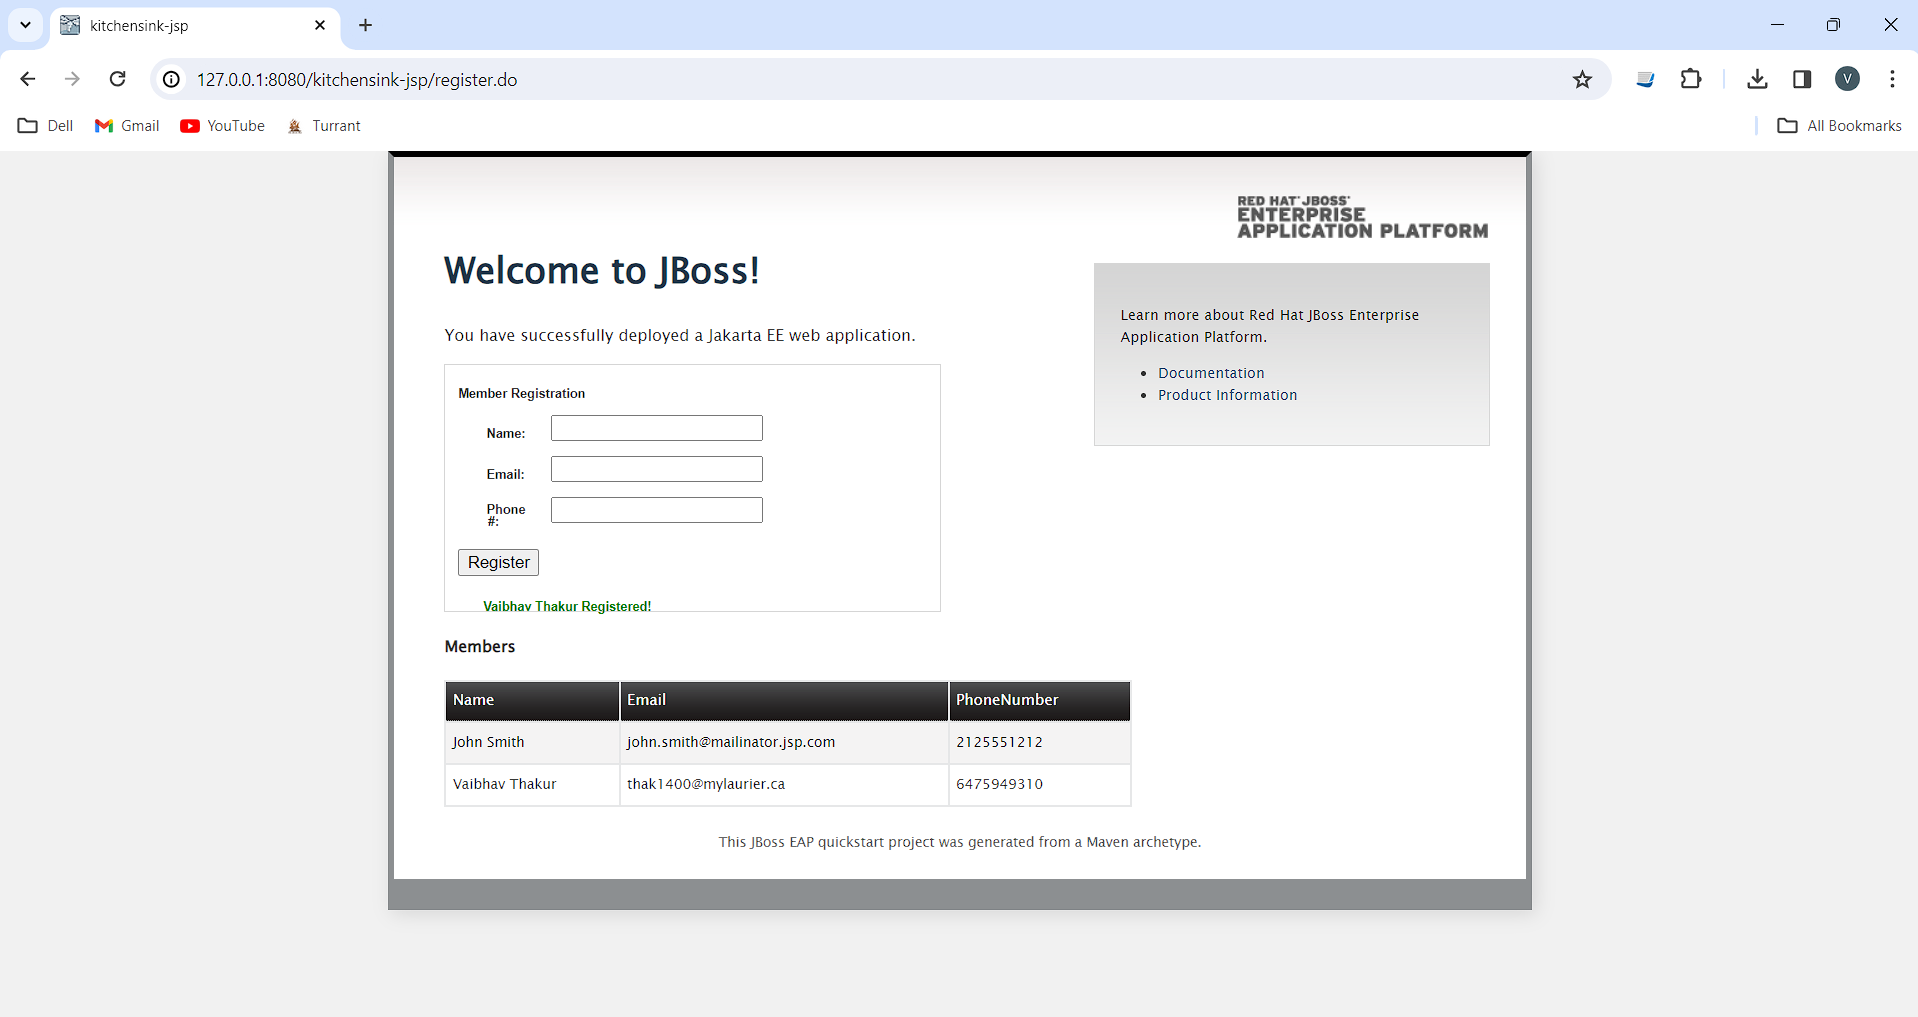 kitchensink-jsp
127.0.0.1:8080/kitchensink-jsp/register.do
V
Dell
Gmail
YouTube
Turrant
All Bookmarks
RED HAT® JBOSS®
ENTERPRISE
APPLICATION PLATFORM
Welcome to JBoss!
You have successfully deployed a Jakarta EE web application.
Learn more about Red Hat JBoss Enterprise
Application Platform.
• Documentation
• Product Information
Member Registration
Name:
Email:
Phone
#:
Register
Vaibhav Thakur Registered!
Members
Name Email PhoneNumber
John Smith john.smith@mailinator.jsp.com 2125551212
Vaibhav Thakur thak1400@mylaurier.ca 6475949310
This JBoss EAP quickstart project was generated from a Maven archetype.